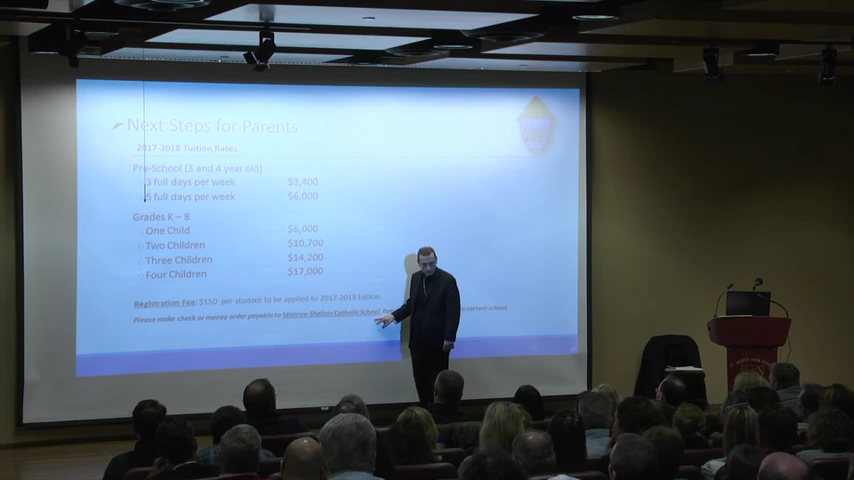 Next Steps for Parents
2017-2018 Tuition Rates
Pre-School (3 and 4 year old)
3 full days per week $3,400
5 full days per week $6,000
Grades K – 8
One Child $6,000
Two Children $10,700
Three Children $14,200
Four Children $17,000
Registration Fee: $150 per student to be applied to 2017-2018 tuition.
Please make check or money order payable to Monroe-Shelton Catholic School. a current school.